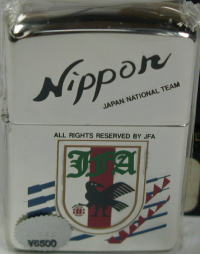 Nippon
JAPAN NATIONAL TEAM
ALL RIGHTS RESERVED BY JFA
JFA
¥6500